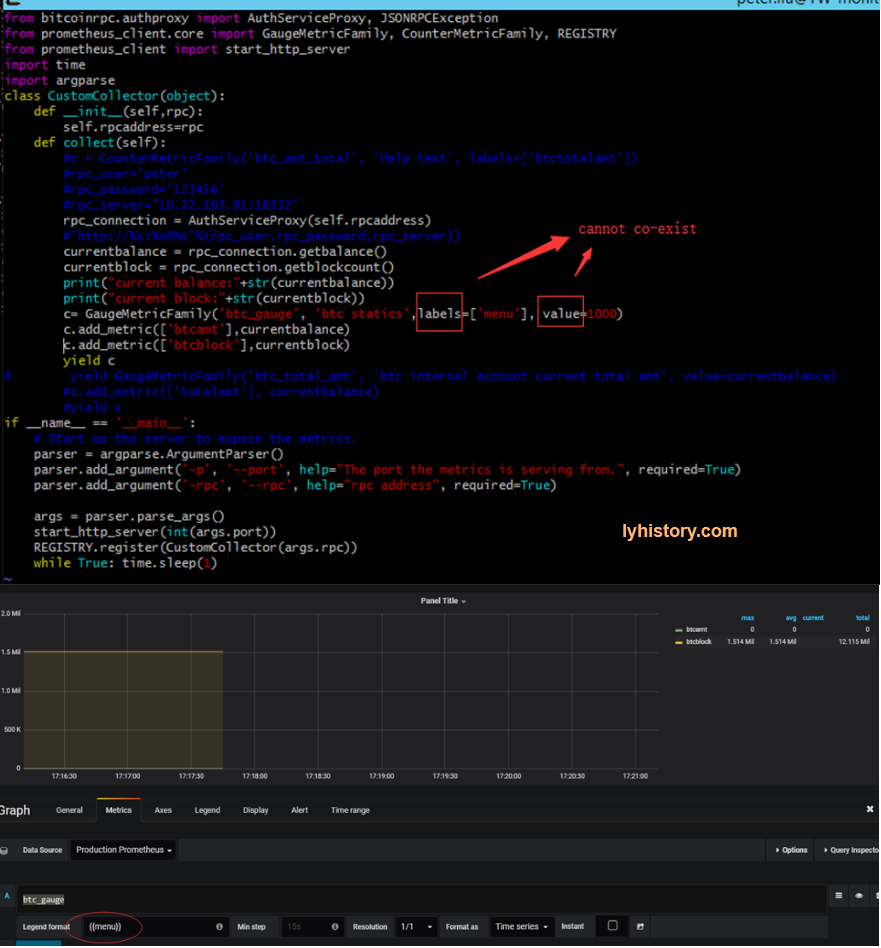 peter.liu@TW-monit
from bitcoinrpc.authproxy import AuthServiceProxy, JSONRPCException
from prometheus_client.core import GaugeMetricFamily, CounterMetricFamily, REGISTRY
from prometheus_client import start_http_server
import time
import argparse
class CustomCollector(object):
def __init__(self,rpc):
self.rpcaddress=rpc
def collect(self):
#c = CounterMetricFamily('btc_amt_total', 'Help text', labels=['btctotalamt'])
#rpc_user='peter'
#rpc_password='123456'
#rpc_server="10.22.103.91:18332"
rpc_connection = AuthServiceProxy(self.rpcaddress)
#"http://%s:%s@%s"%(rpc_user,rpc_password,rpc_server))
cannot co-exist
currentbalance = rpc_connection.getbalance()
currentblock = rpc_connection.getblockcount()
print("current balance:"+str(currentbalance))
print("current block:"+str(currentblock))
c= GaugeMetricFamily('btc_gauge', 'btc statics',labels=['menu'], value=1000)
c.add_metric(['btcamt'],currentbalance)
c.add_metric(['btcblock'],currentblock)
yield c
# yield GaugeMetricFamily('btc_total_amt', 'btc internal account current total amt', value=currentbalance)
#c.add_metric(['totalamt'], currentbalance)
#yield c
if __name__ == '__main__':
# Start up the server to expose the metrics.
parser = argparse.ArgumentParser()
parser.add_argument('-p', '--port', help="The port the metrics is serving from.", required=True)
parser.add_argument('-rpc', '--rpc', help="rpc address", required=True)
args = parser.parse_args()
start_http_server(int(args.port))
REGISTRY.register(CustomCollector(args.rpc))
while True: time.sleep(1)
~
lyhistory.com
Panel Title
2.0 Mil
1.5 Mil
1.0 Mil
500 K
0
17:16:30 17:17:00 17:17:30 17:18:00 17:18:30 17:19:00 17:19:30 17:20:00 17:20:30 17:21:00
max avg current total
btcamt 0 0 0
btcblock 1.514 Mil 1.514 Mil 12.115 Mil
Graph General Metrics Axes Legend Display Alert Time range
Data Source Production Prometheus Options Query Inspecto
A btc_gauge
Legend format {{menu}} Min step 15s Resolution 1/1 Format as Time series Instant